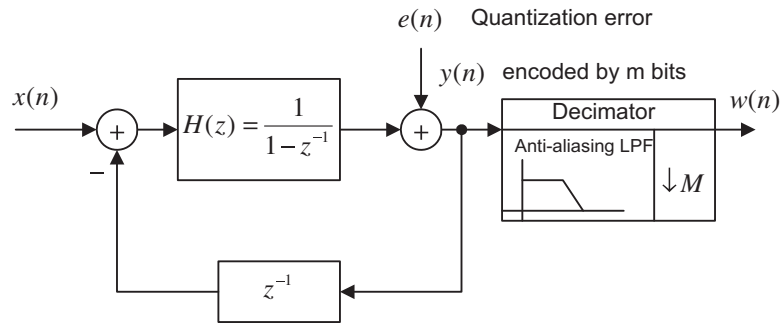 e(n) Quantization error
y(n) encoded by m bits
x(n)
w(n)
Decimator
+
H(z) = 1 / (1 − z⁻¹)
+
Anti-aliasing LPF
↓ M
−
z⁻¹